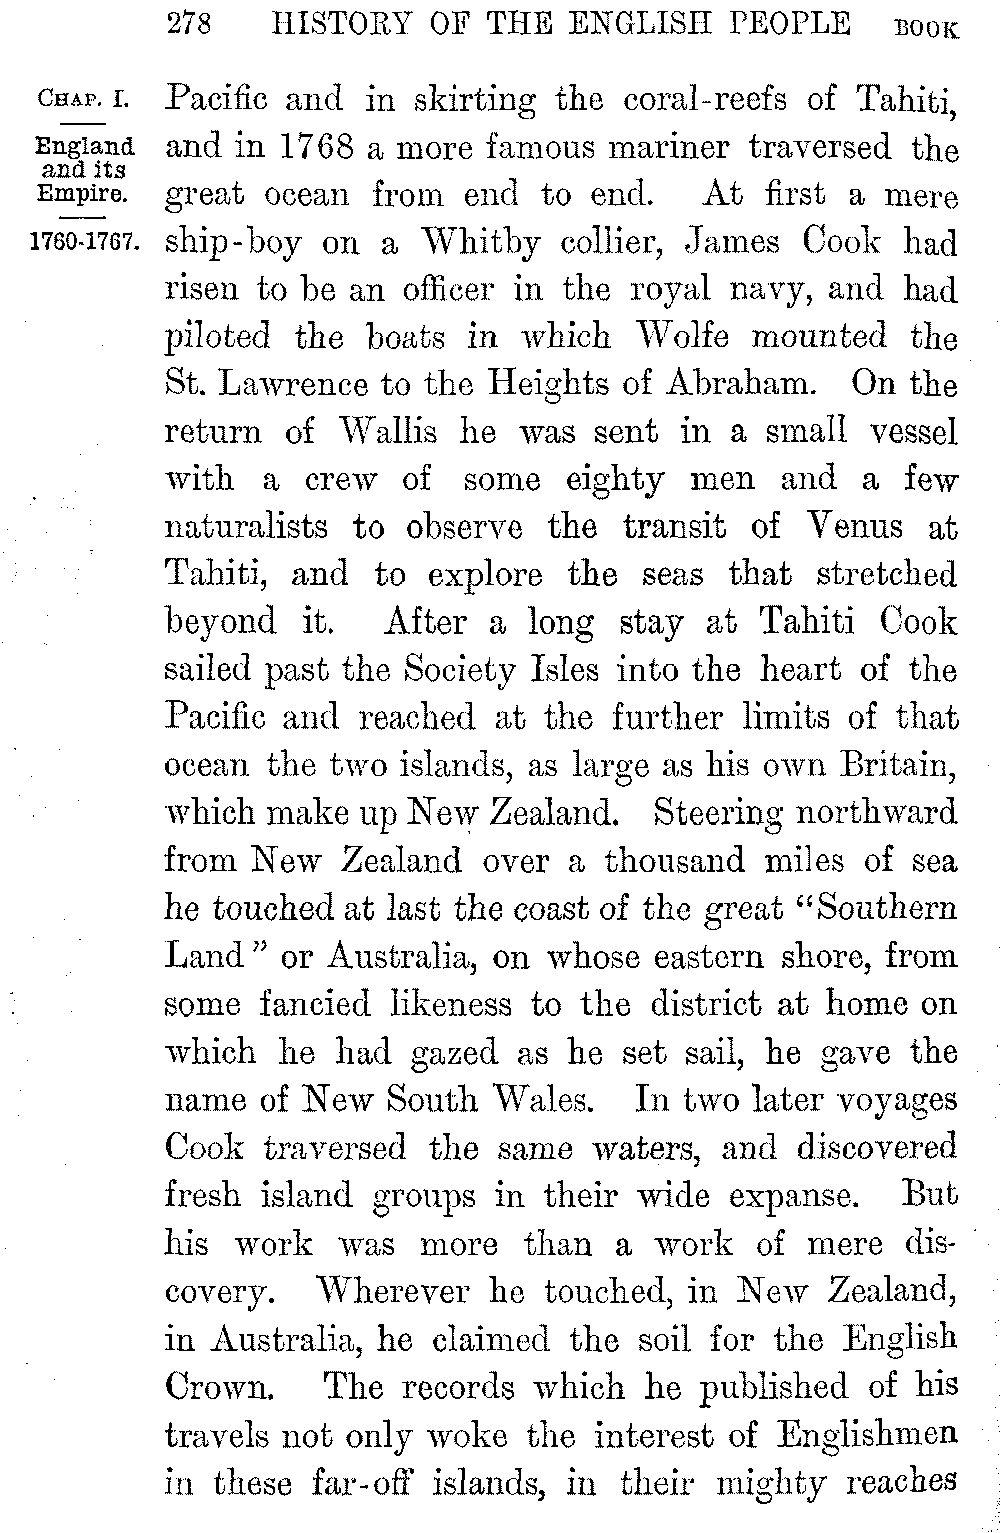 278 HISTORY OF THE ENGLISH PEOPLE BOOK
CHAP. I.
England
and its
Empire.
1760-1767.
Pacific and in skirting the coral-reefs of Tahiti,
and in 1768 a more famous mariner traversed the
great ocean from end to end. At first a mere
ship-boy on a Whitby collier, James Cook had
risen to be an officer in the royal navy, and had
piloted the boats in which Wolfe mounted the
St. Lawrence to the Heights of Abraham. On the
return of Wallis he was sent in a small vessel
with a crew of some eighty men and a few
naturalists to observe the transit of Venus at
Tahiti, and to explore the seas that stretched
beyond it. After a long stay at Tahiti Cook
sailed past the Society Isles into the heart of the
Pacific and reached at the further limits of that
ocean the two islands, as large as his own Britain,
which make up New Zealand. Steering northward
from New Zealand over a thousand miles of sea
he touched at last the coast of the great "Southern
Land" or Australia, on whose eastern shore, from
some fancied likeness to the district at home on
which he had gazed as he set sail, he gave the
name of New South Wales. In two later voyages
Cook traversed the same waters, and discovered
fresh island groups in their wide expanse. But
his work was more than a work of mere dis-
covery. Wherever he touched, in New Zealand,
in Australia, he claimed the soil for the English
Crown. The records which he published of his
travels not only woke the interest of Englishmen
in these far-off islands, in their mighty reaches